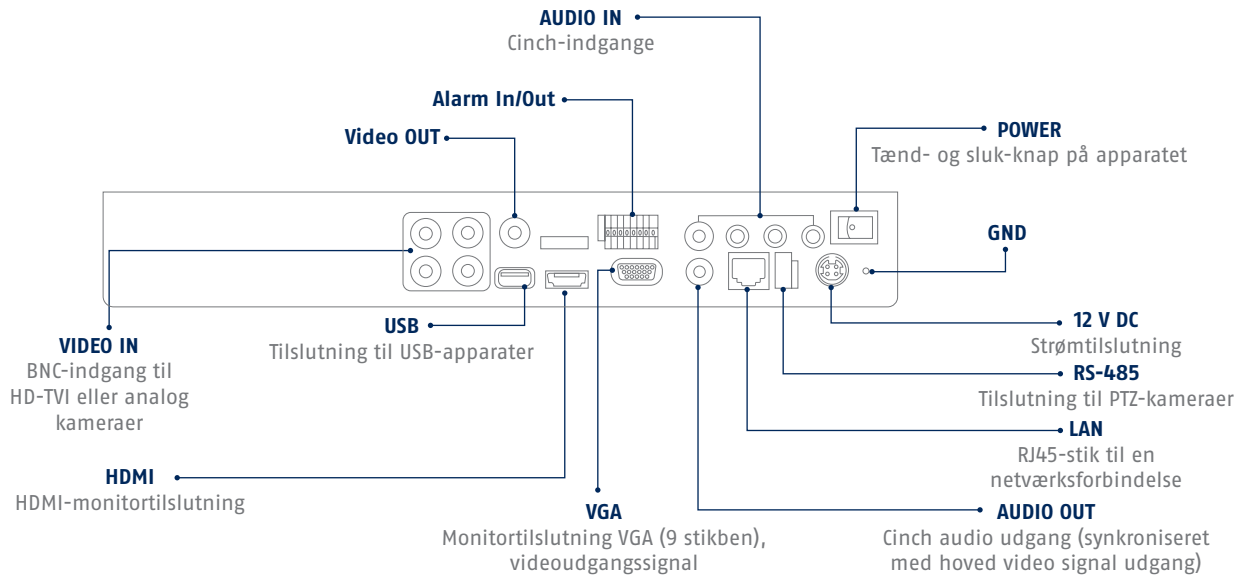 AUDIO IN
Cinch-indgange
Alarm In/Out
Video OUT
POWER
Tænd- og sluk-knap på apparatet
GND
VIDEO IN
BNC-indgang til
HD-TVI eller analog
kameraer
USB
Tilslutning til USB-apparater
12 V DC
Strømtilslutning
RS-485
Tilslutning til PTZ-kameraer
LAN
RJ45-stik til en
netværksforbindelse
HDMI
HDMI-monitortilslutning
VGA
Monitortilslutning VGA (9 stikben),
videoudgangssignal
AUDIO OUT
Cinch audio udgang (synkroniseret
med hoved video signal udgang)